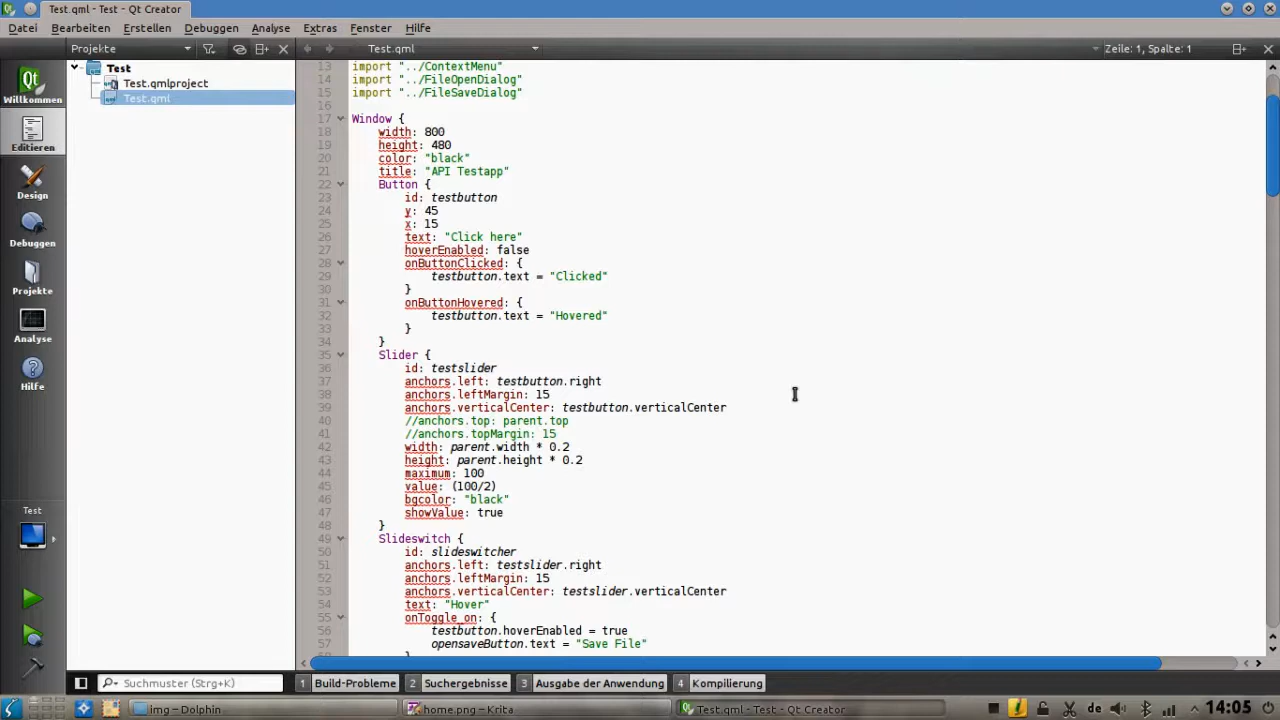 Test.qml - Test - Qt Creator
Datei Bearbeiten Erstellen Debuggen Analyse Extras Fenster Hilfe
Projekte
Test.qml
Zeile: 1, Spalte: 1
Willkommen
Editieren
Design
Debuggen
Projekte
Analyse
Hilfe
Test
Test
Test.qmlproject
Test.qml
13 import "../ContextMenu"
14 import "../FileOpenDialog"
15 import "../FileSaveDialog"
16
17 Window {
18 width: 800
19 height: 480
20 color: "black"
21 title: "API Testapp"
22 Button {
23 id: testbutton
24 y: 45
25 x: 15
26 text: "Click here"
27 hoverEnabled: false
28 onButtonClicked: {
29 testbutton.text = "Clicked"
30 }
31 onButtonHovered: {
32 testbutton.text = "Hovered"
33 }
34 }
35 Slider {
36 id: testslider
37 anchors.left: testbutton.right
38 anchors.leftMargin: 15
39 anchors.verticalCenter: testbutton.verticalCenter
40 //anchors.top: parent.top
41 //anchors.topMargin: 15
42 width: parent.width * 0.2
43 height: parent.height * 0.2
44 maximum: 100
45 value: (100/2)
46 bgcolor: "black"
47 showValue: true
48 }
49 Slideswitch {
50 id: slideswitcher
51 anchors.left: testslider.right
52 anchors.leftMargin: 15
53 anchors.verticalCenter: testslider.verticalCenter
54 text: "Hover"
55 onToggle_on: {
56 testbutton.hoverEnabled = true
57 opensaveButton.text = "Save File"
Suchmuster (Strg+K)
1 Build-Probleme 2 Suchergebnisse 3 Ausgabe der Anwendung 4 Kompilierung
img – Dolphin
home.png – Krita
Test.qml - Test - Qt Creator
de
14:05